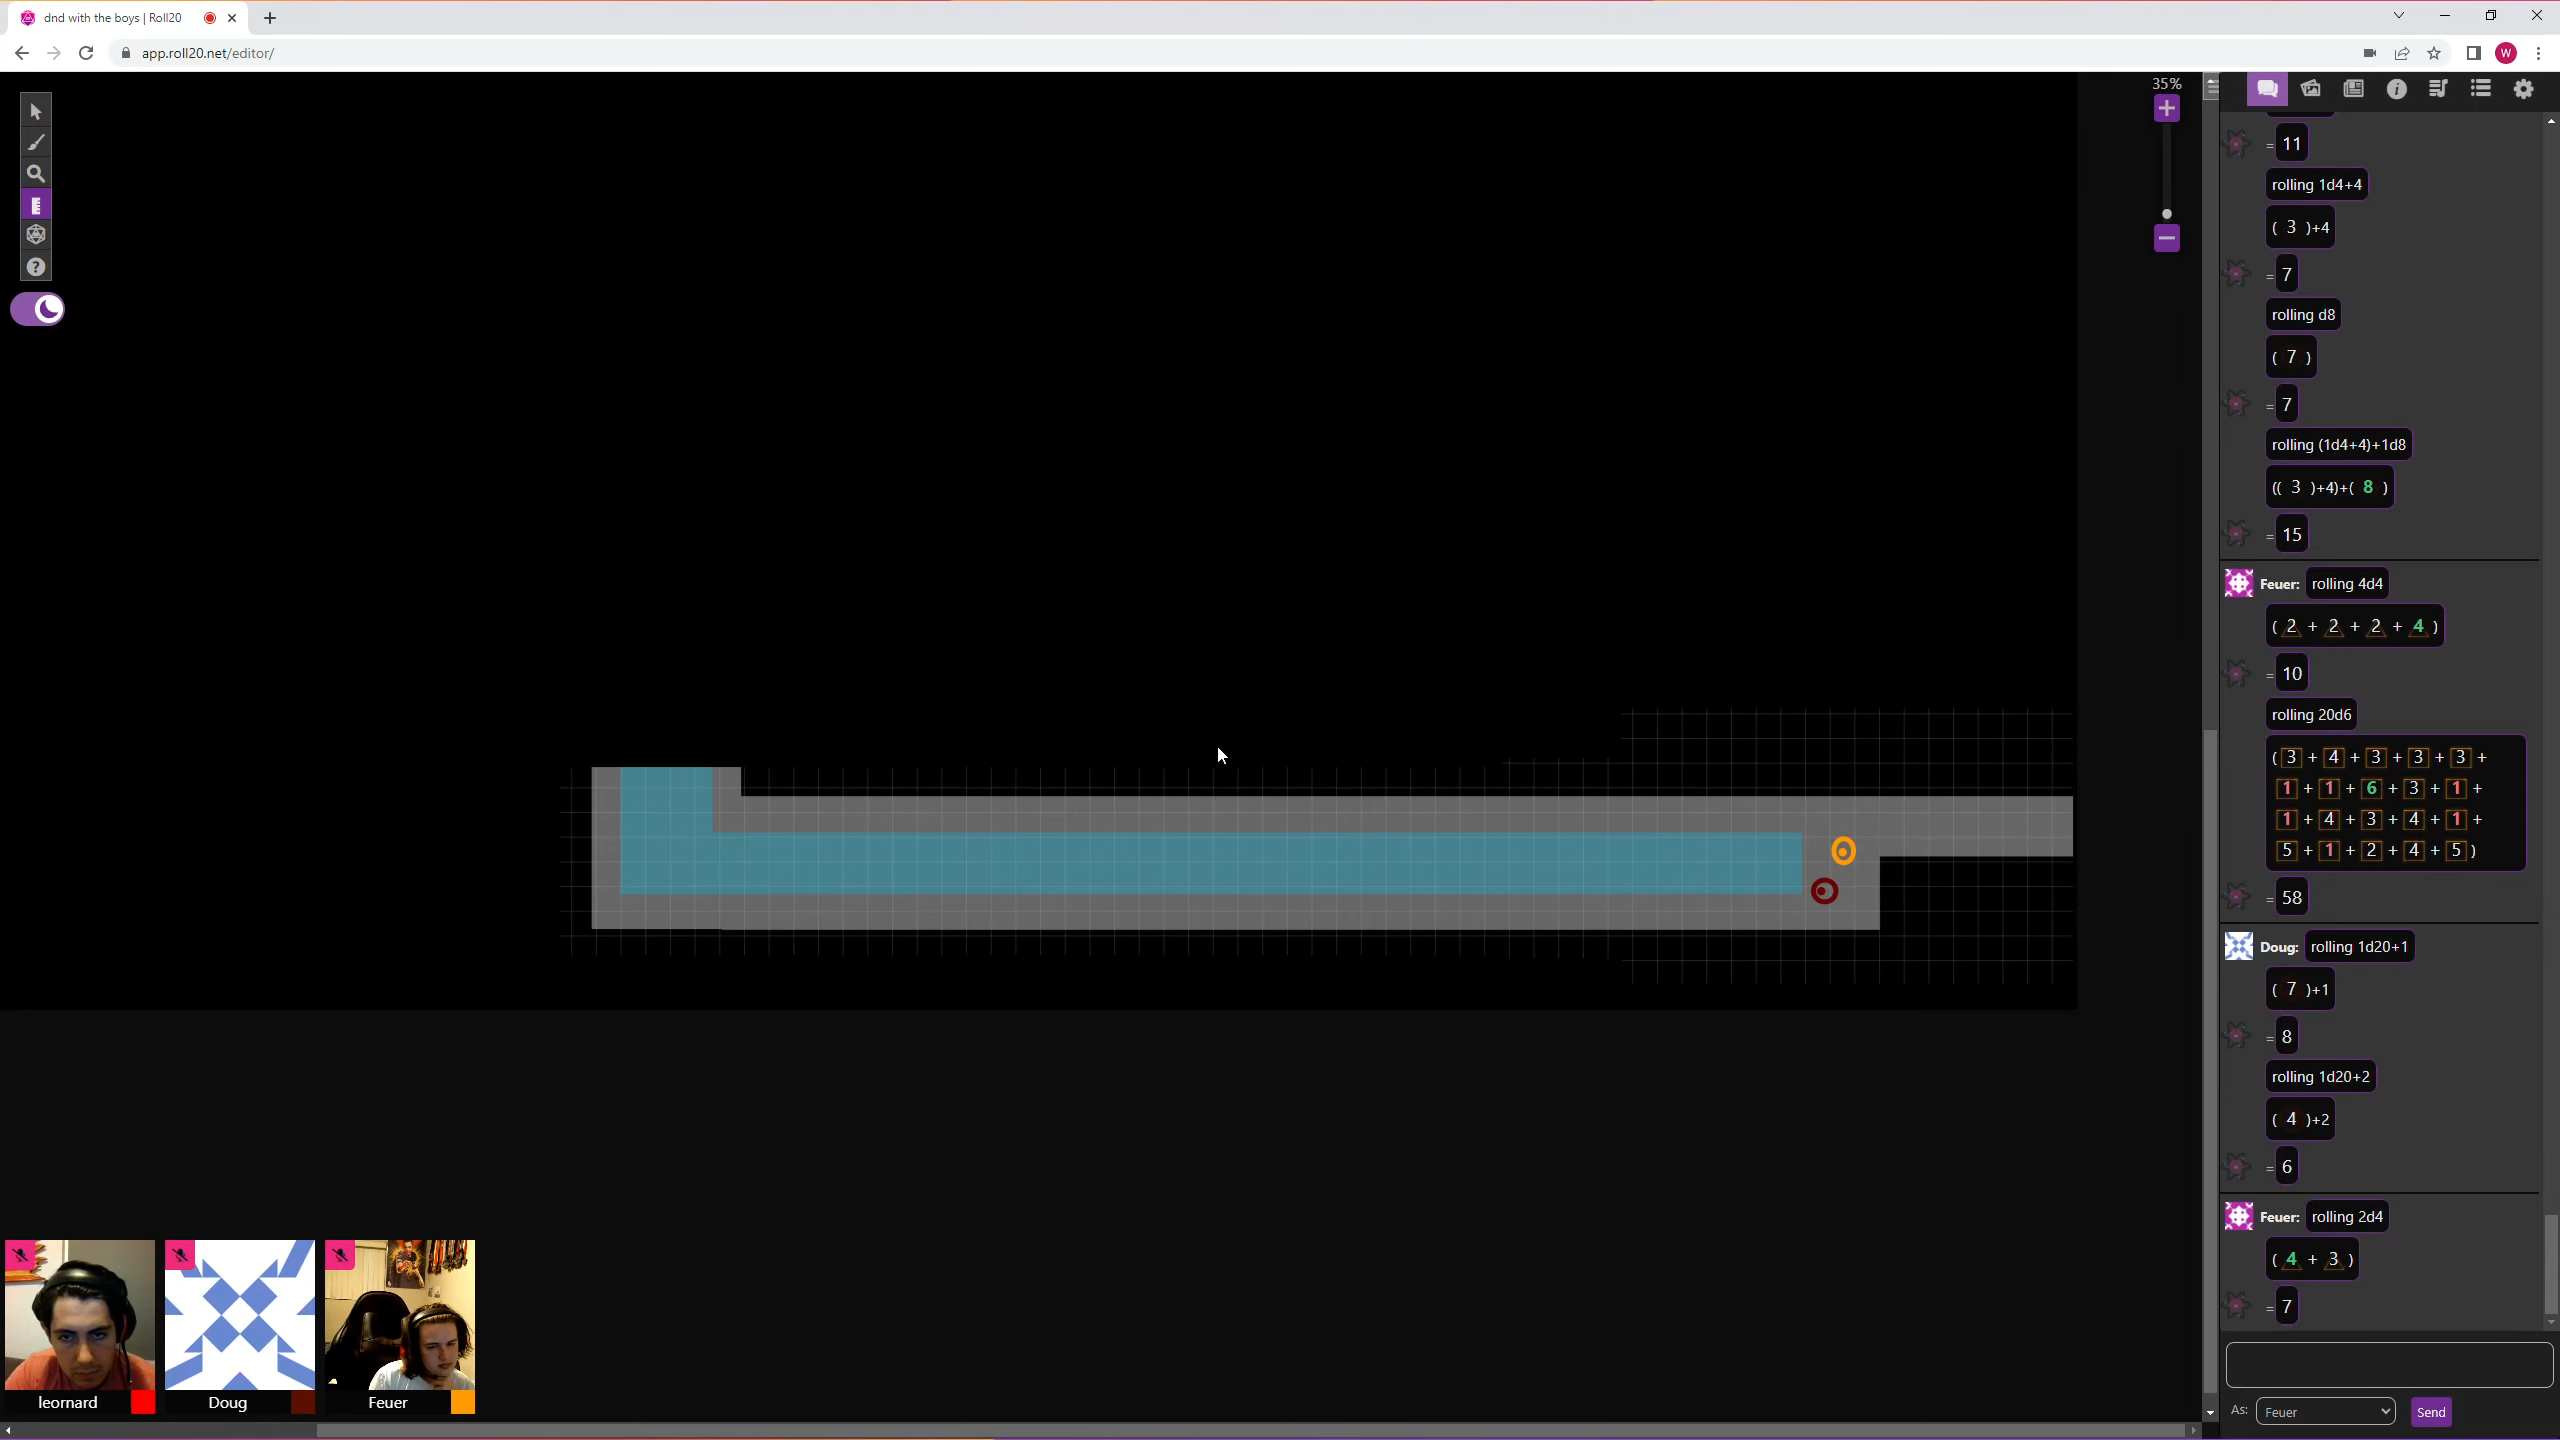 dnd with the boys | Roll20
app.roll20.net/editor/
35%
= 11
rolling 1d4+4
( 3 )+4
= 7
rolling d8
( 7 )
= 7
rolling (1d4+4)+1d8
(( 3 )+4)+( 8 )
= 15
Feuer: rolling 4d4
( 2 + 2 + 2 + 4 )
= 10
rolling 20d6
( 3 + 4 + 3 + 3 + 3 +
1 + 1 + 6 + 3 + 1 +
1 + 4 + 3 + 4 + 1 +
5 + 1 + 2 + 4 + 5 )
= 58
Doug: rolling 1d20+1
( 7 )+1
= 8
rolling 1d20+2
( 4 )+2
= 6
Feuer: rolling 2d4
( 4 + 3 )
= 7
leornard
Doug
Feuer
As: Feuer Send
W